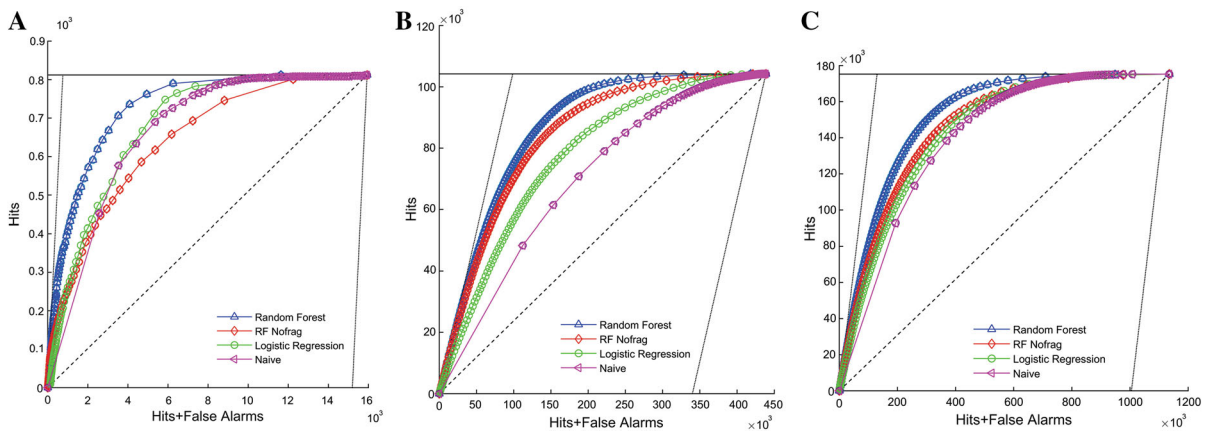 A
0.9
0.8
0.7
0.6
0.5
0.4
0.3
0.2
0.1
0
10³
Hits
0 2 4 6 8 10 12 14 16
Hits+False Alarms
10³
Random Forest
RF Nofrag
Logistic Regression
Naive
B
×10³
120
100
80
60
40
20
0
Hits
0 50 100 150 200 250 300 350 400 450
Hits+False Alarms
×10³
Random Forest
RF Nofrag
Logistic Regression
Naive
C
×10³
180
160
140
120
100
80
60
40
20
0
Hits
0 200 400 600 800 1000 1200
Hits+False Alarms
×10³
Random Forest
RF Nofrag
Logistic Regression
Naive